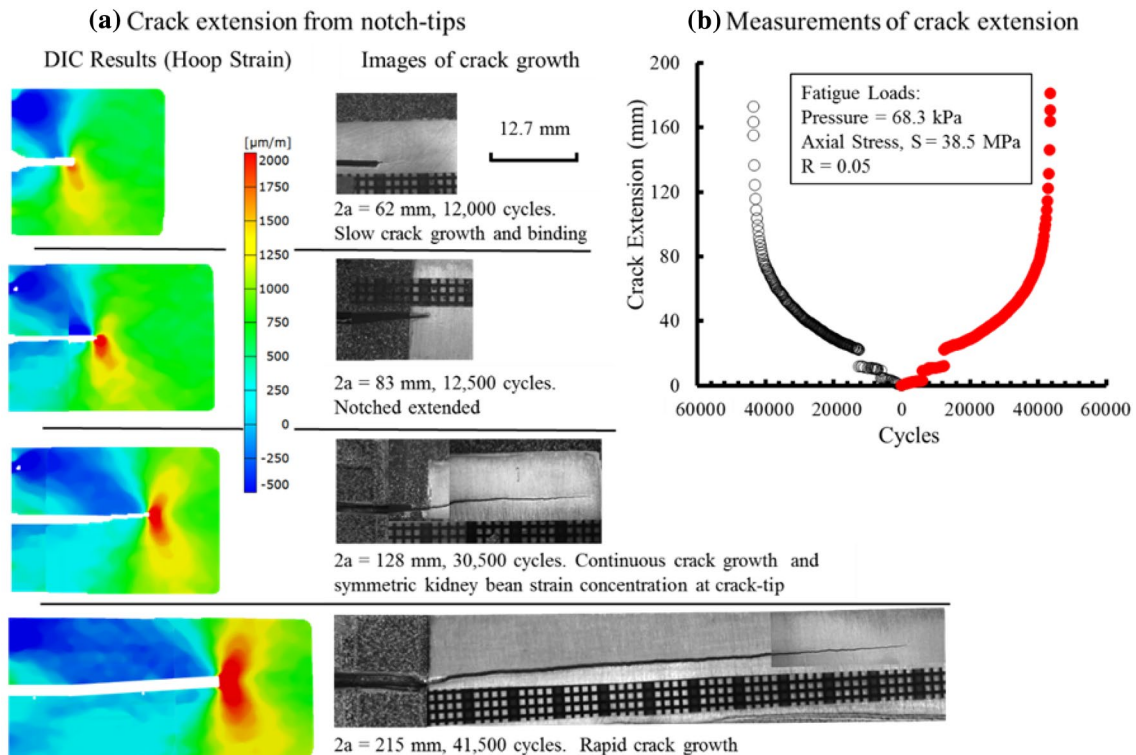 (a) Crack extension from notch-tips
DIC Results (Hoop Strain)
Images of crack growth
[µm/m]
2000
1750
1500
1250
1000
750
500
250
0
-250
-500
12.7 mm
2a = 62 mm, 12,000 cycles.
Slow crack growth and binding
2a = 83 mm, 12,500 cycles.
Notched extended
2a = 128 mm, 30,500 cycles. Continuous crack growth and
symmetric kidney bean strain concentration at crack-tip
2a = 215 mm, 41,500 cycles. Rapid crack growth
(b) Measurements of crack extension
Crack Extension (mm)
200
160
120
80
40
0
Fatigue Loads:
Pressure = 68.3 kPa
Axial Stress, S = 38.5 MPa
R = 0.05
60000 40000 20000 0 20000 40000 60000
Cycles